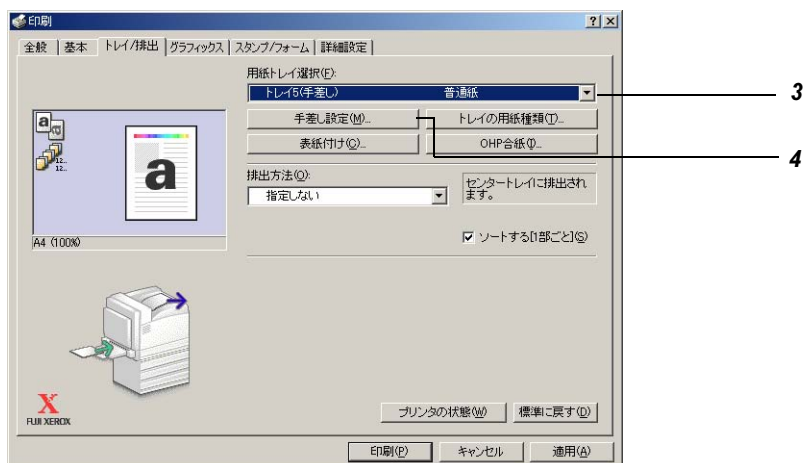 印刷
全般 基本 トレイ/排出 グラフィックス スタンプ/フォーム 詳細設定
用紙トレイ選択(F):
トレイ5(手差し) 普通紙
3
手差し設定(M)... トレイの用紙種類(T)...
表紙付け(C)... OHP合紙(I)...
4
排出方法(O):
指定しない
センタートレイに排出され
ます。
ソートする[1部ごと](S)
a
a
12..
12..
A4 (100%)
X
FUJI XEROX
プリンタの状態(W) 標準に戻す(D)
印刷(P) キャンセル 適用(A)